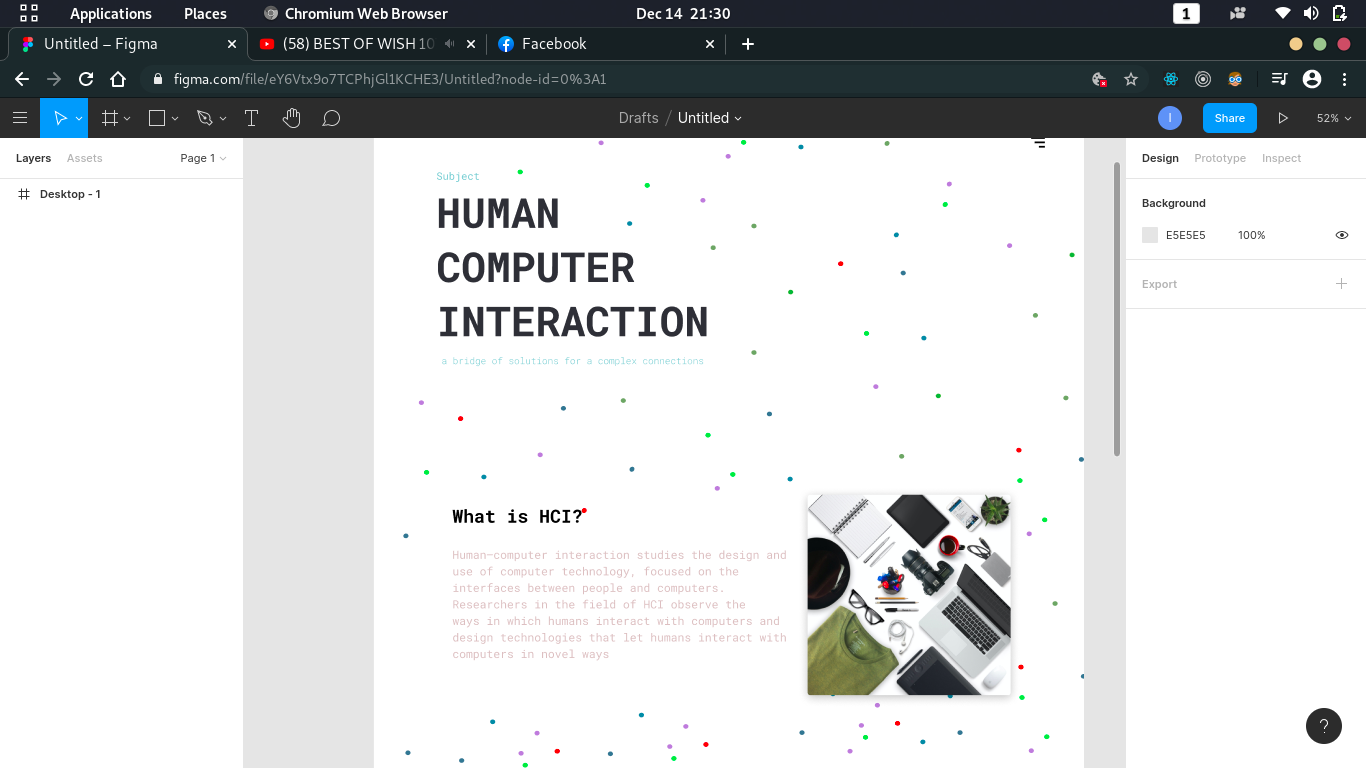 Applications Places Chromium Web Browser Dec 14 21:30 1
Untitled – Figma (58) BEST OF WISH 10 Facebook
figma.com/file/eY6Vtx9o7TCPhjGl1KCHE3/Untitled?node-id=0%3A1
Drafts / Untitled I Share 52%
Layers Assets Page 1
Desktop - 1
Subject
HUMAN
COMPUTER
INTERACTION
a bridge of solutions for a complex connections
What is HCI?
Human–computer interaction studies the design and
use of computer technology, focused on the
interfaces between people and computers.
Researchers in the field of HCI observe the
ways in which humans interact with computers and
design technologies that let humans interact with
computers in novel ways
Design Prototype Inspect
Background
E5E5E5 100%
Export
?